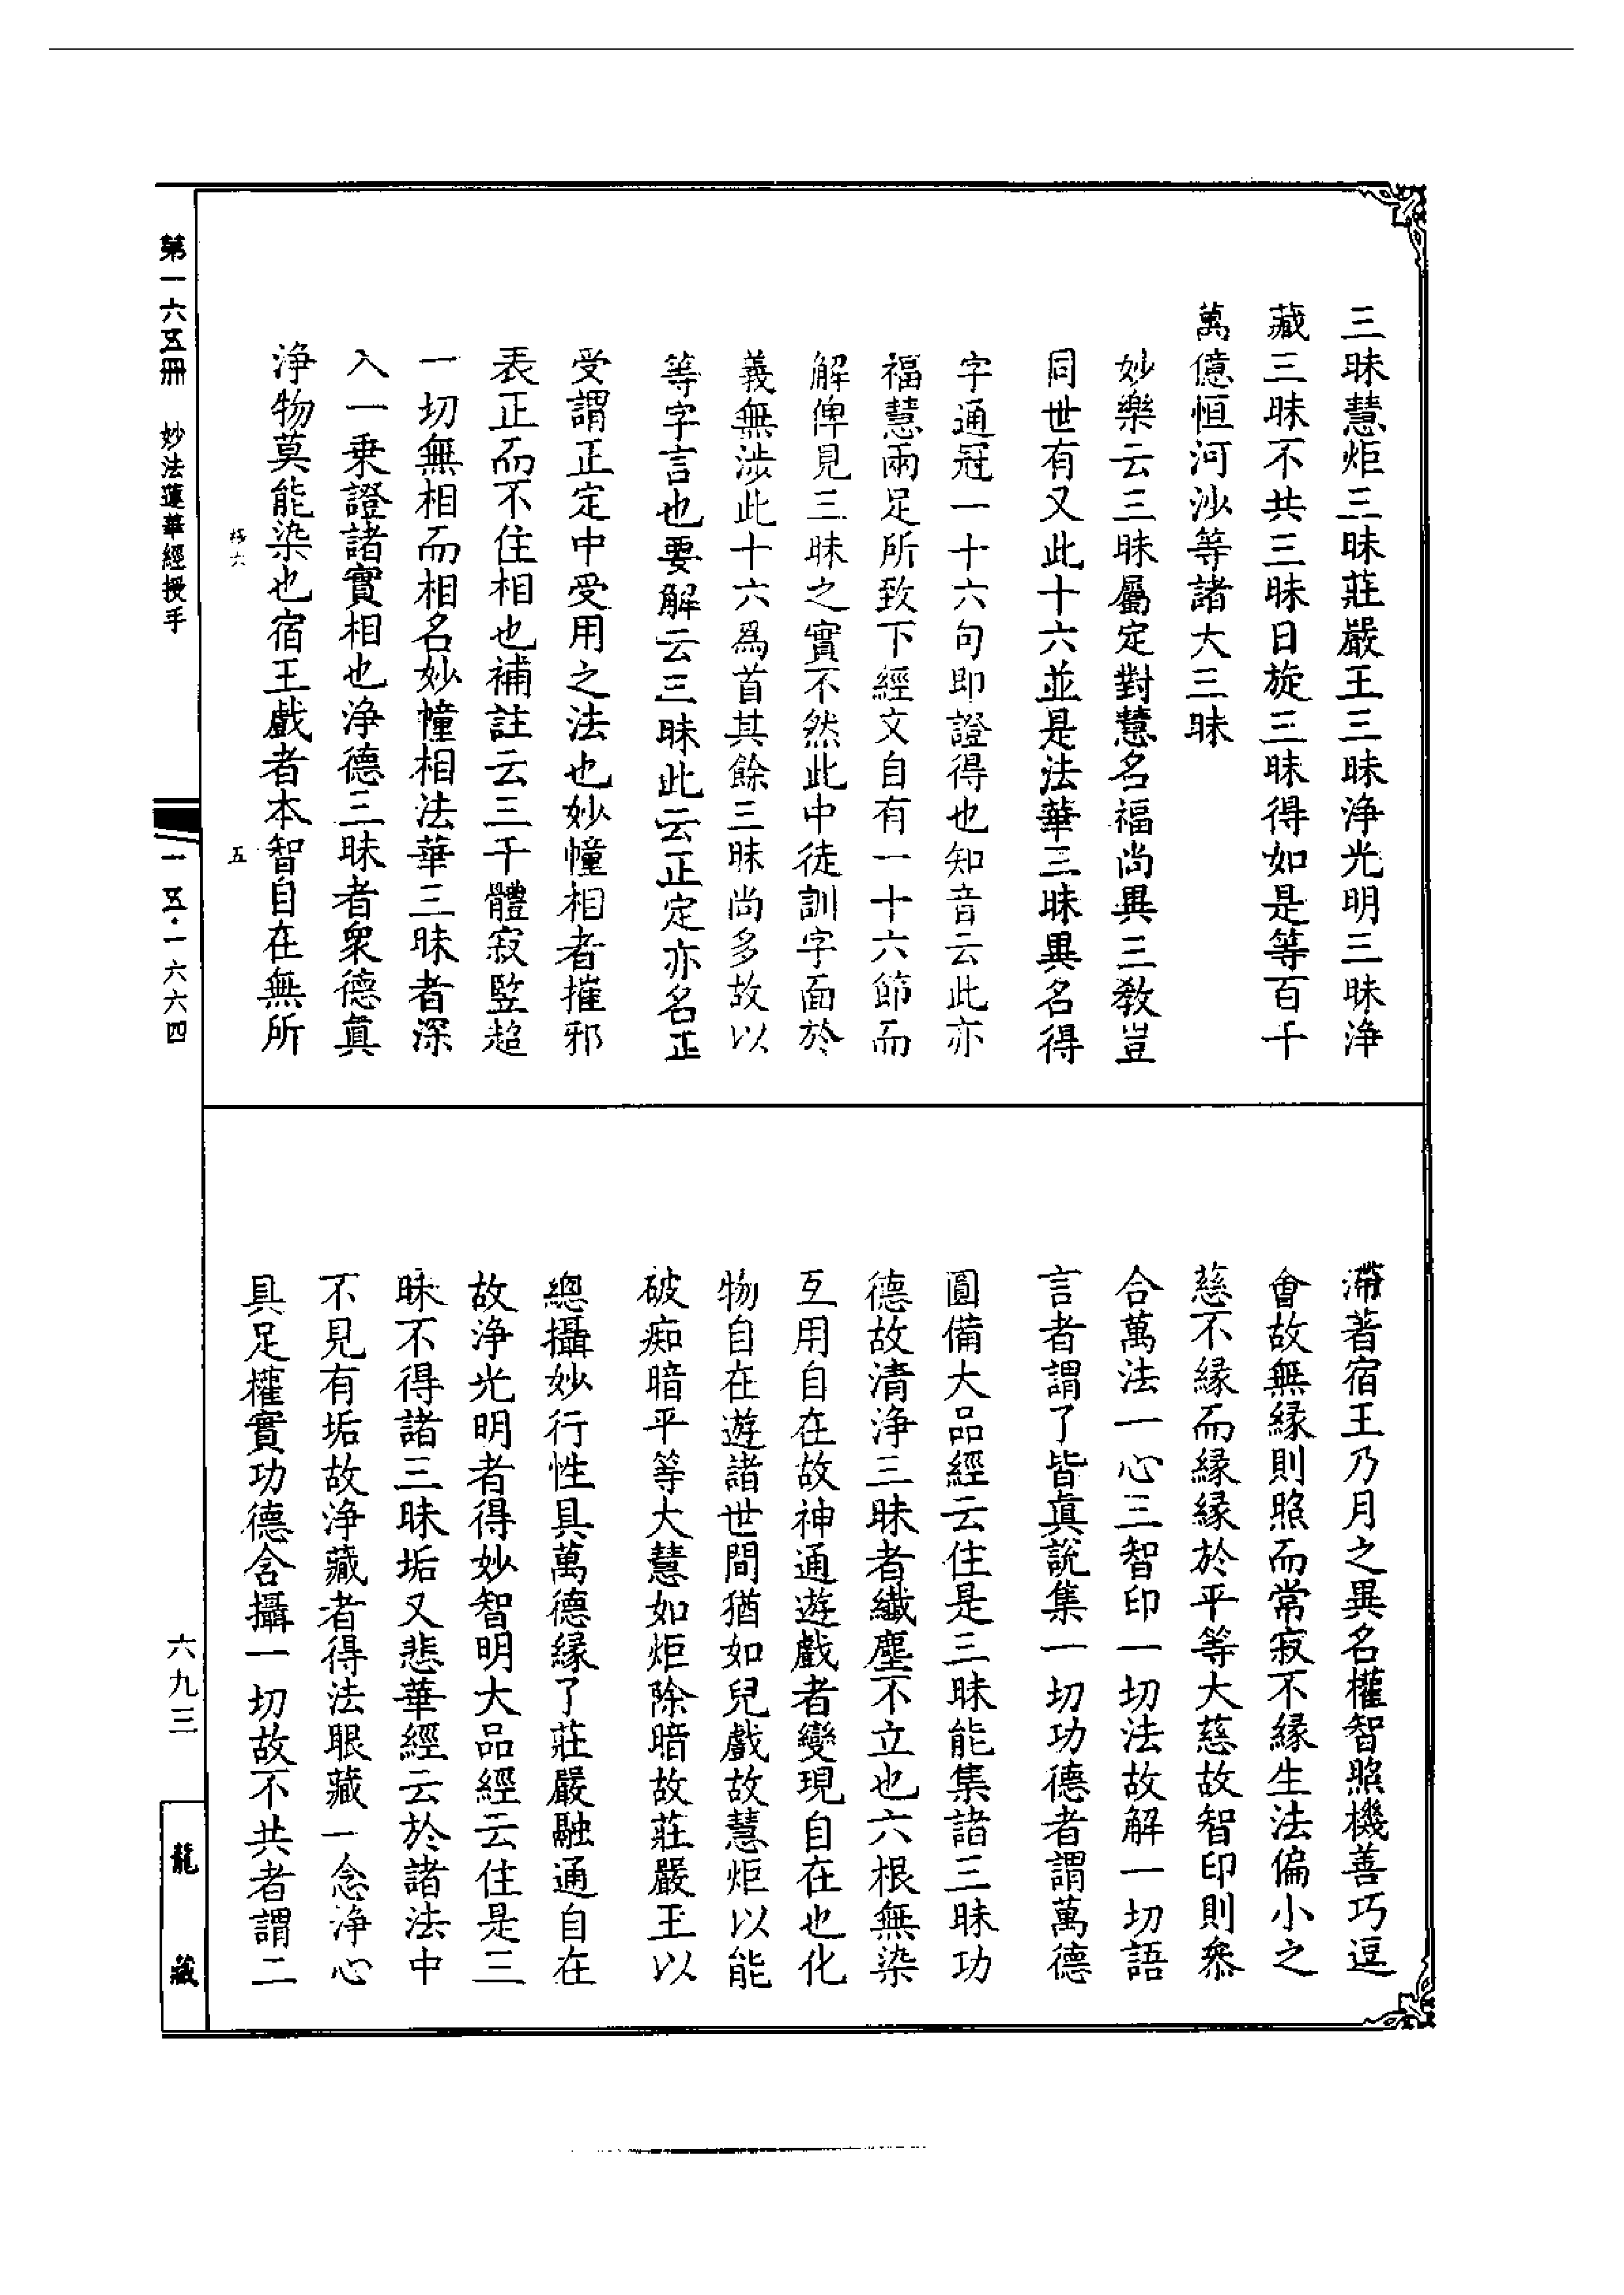 三昧慧炬三昧莊嚴王三昧淨光明三昧淨
藏三昧不共三昧日旋三昧得如是等百千
萬億恒河沙等諸大三昧
妙樂云三昧屬定對慧名福尚異三教豈
同世有又此十六並是法華三昧異名得
字通冠一十六句即證得也知音云此亦
福慧兩足所致下經文自有一十六節而
解俾見三昧之實不然此中徒訓字面於
義無涉此十六爲首其餘三昧尚多故以
等字言也要解云三昧此云正定亦名正
受謂正定中受用之法也妙幢相者摧邪
表正而不住相也補註云三千體寂竪超
一切無相而相名妙幢相法華三昧者深
入一乗證諸實相也淨德三昧者衆德眞
淨物莫能染也宿王戲者本智自在無所
滯著宿王乃月之異名權智照機善巧逗
會故無緣則照而常寂不緣生法偏小之
慈不緣而緣緣於平等大慈故智印則叅
合萬法一心三智印一切法故解一切語
言者謂了皆眞說集一切功德者謂萬德
圓備大品經云住是三昧能集諸三昧功
德故清淨三昧者纖塵不立也六根無染
互用自在故神通遊戲者變現自在也化
物自在遊諸世間猶如兒戲故慧炬以能
破痴暗平等大慧如炬除暗故莊嚴王以
總攝妙行性具萬德緣了莊嚴融通自在
故淨光明者得妙智明大品經云住是三
昧不得諸三昧垢又悲華經云於諸法中
不見有垢故淨藏者得法眼藏一念淨心
具足權實功德含攝一切故不共者謂二
第一六五冊　妙法蓮華經授手
五
一五·一六六四
六九三
龍藏